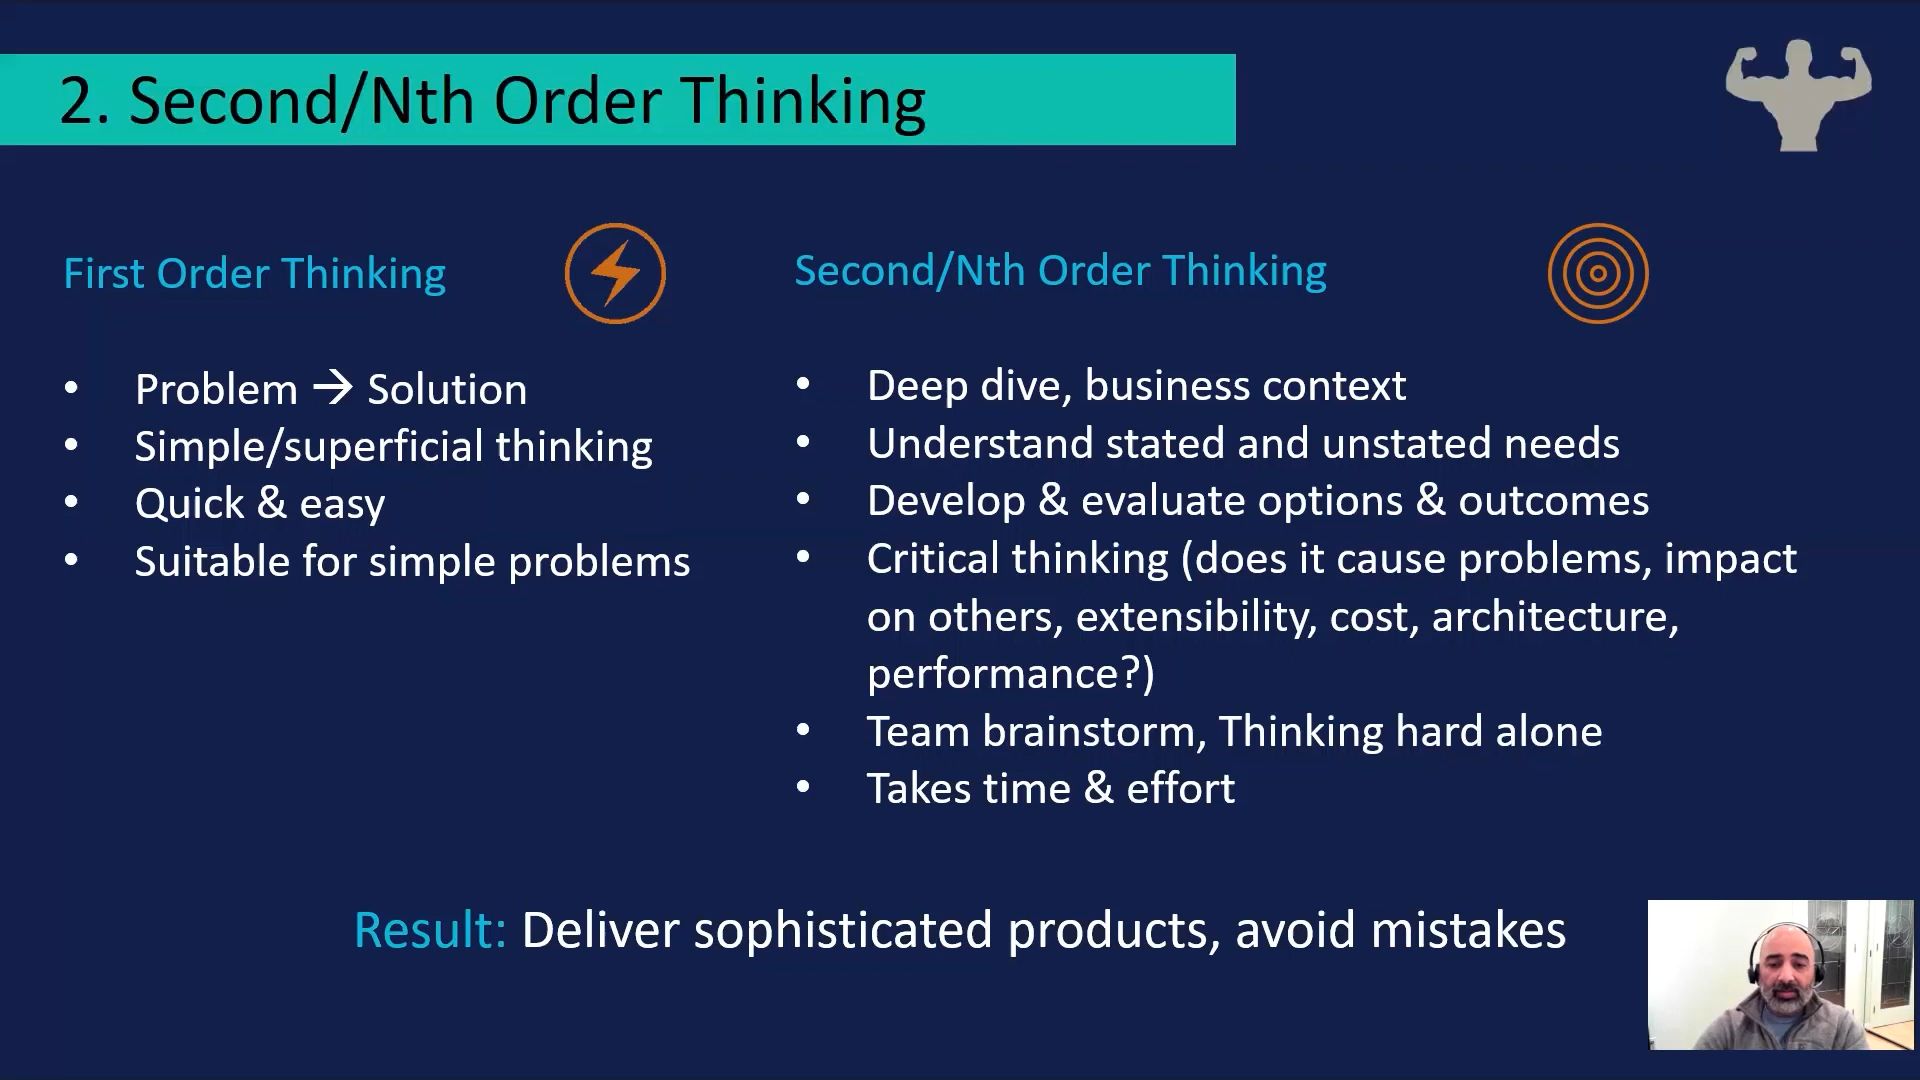 2. Second/Nth Order Thinking
First Order Thinking
• Problem → Solution
• Simple/superficial thinking
• Quick & easy
• Suitable for simple problems
Second/Nth Order Thinking
• Deep dive, business context
• Understand stated and unstated needs
• Develop & evaluate options & outcomes
• Critical thinking (does it cause problems, impact
on others, extensibility, cost, architecture,
performance?)
• Team brainstorm, Thinking hard alone
• Takes time & effort
Result: Deliver sophisticated products, avoid mistakes